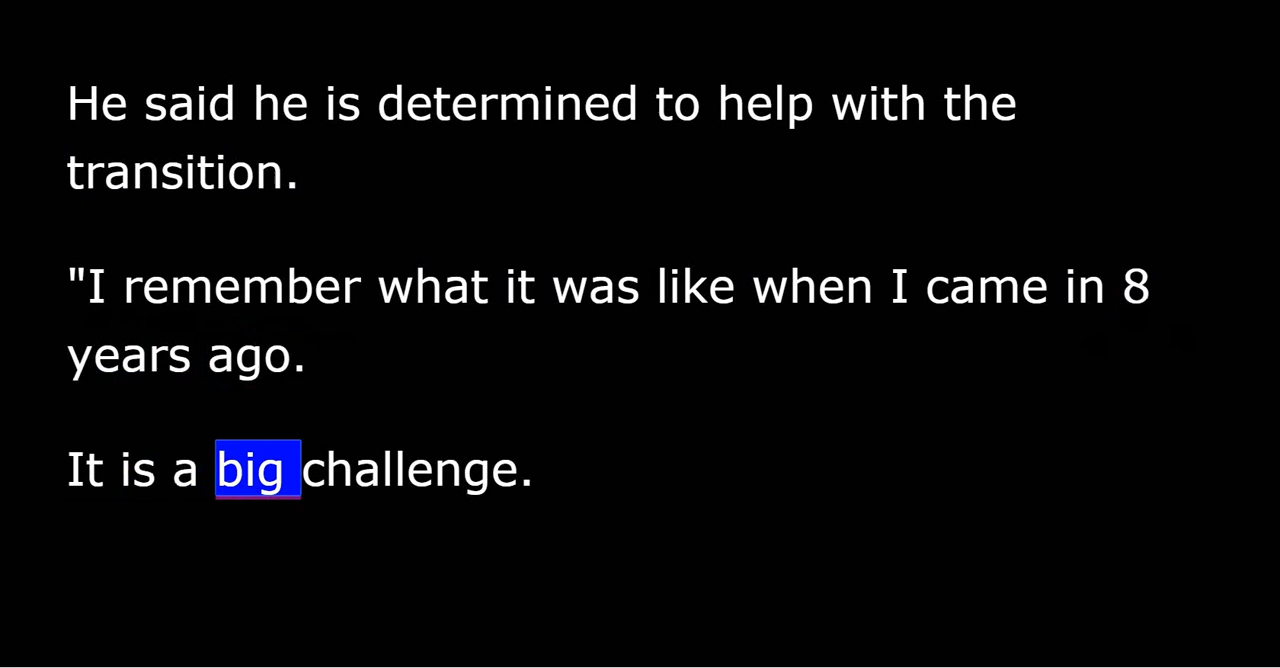 He said he is determined to help with the
transition.
"I remember what it was like when I came in 8
years ago.
It is a big challenge.